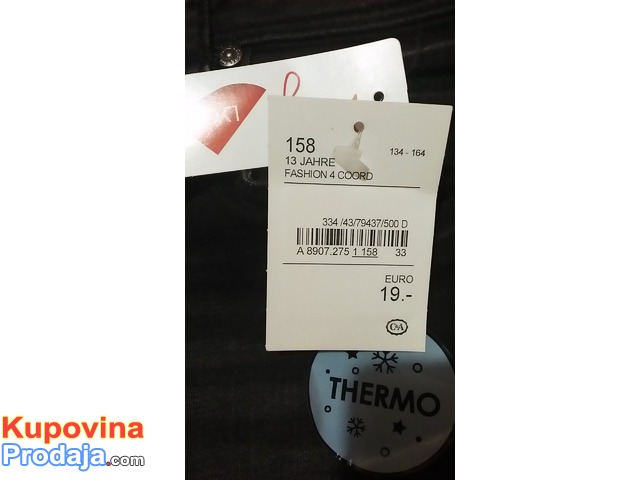 158
134 - 164
13 JAHRE
FASHION 4 COORD
334 /43/79437/500 D
A 8907.275 1 158 33
EURO
19.-
C&A
THERMO
Kupovina
Prodaja.com